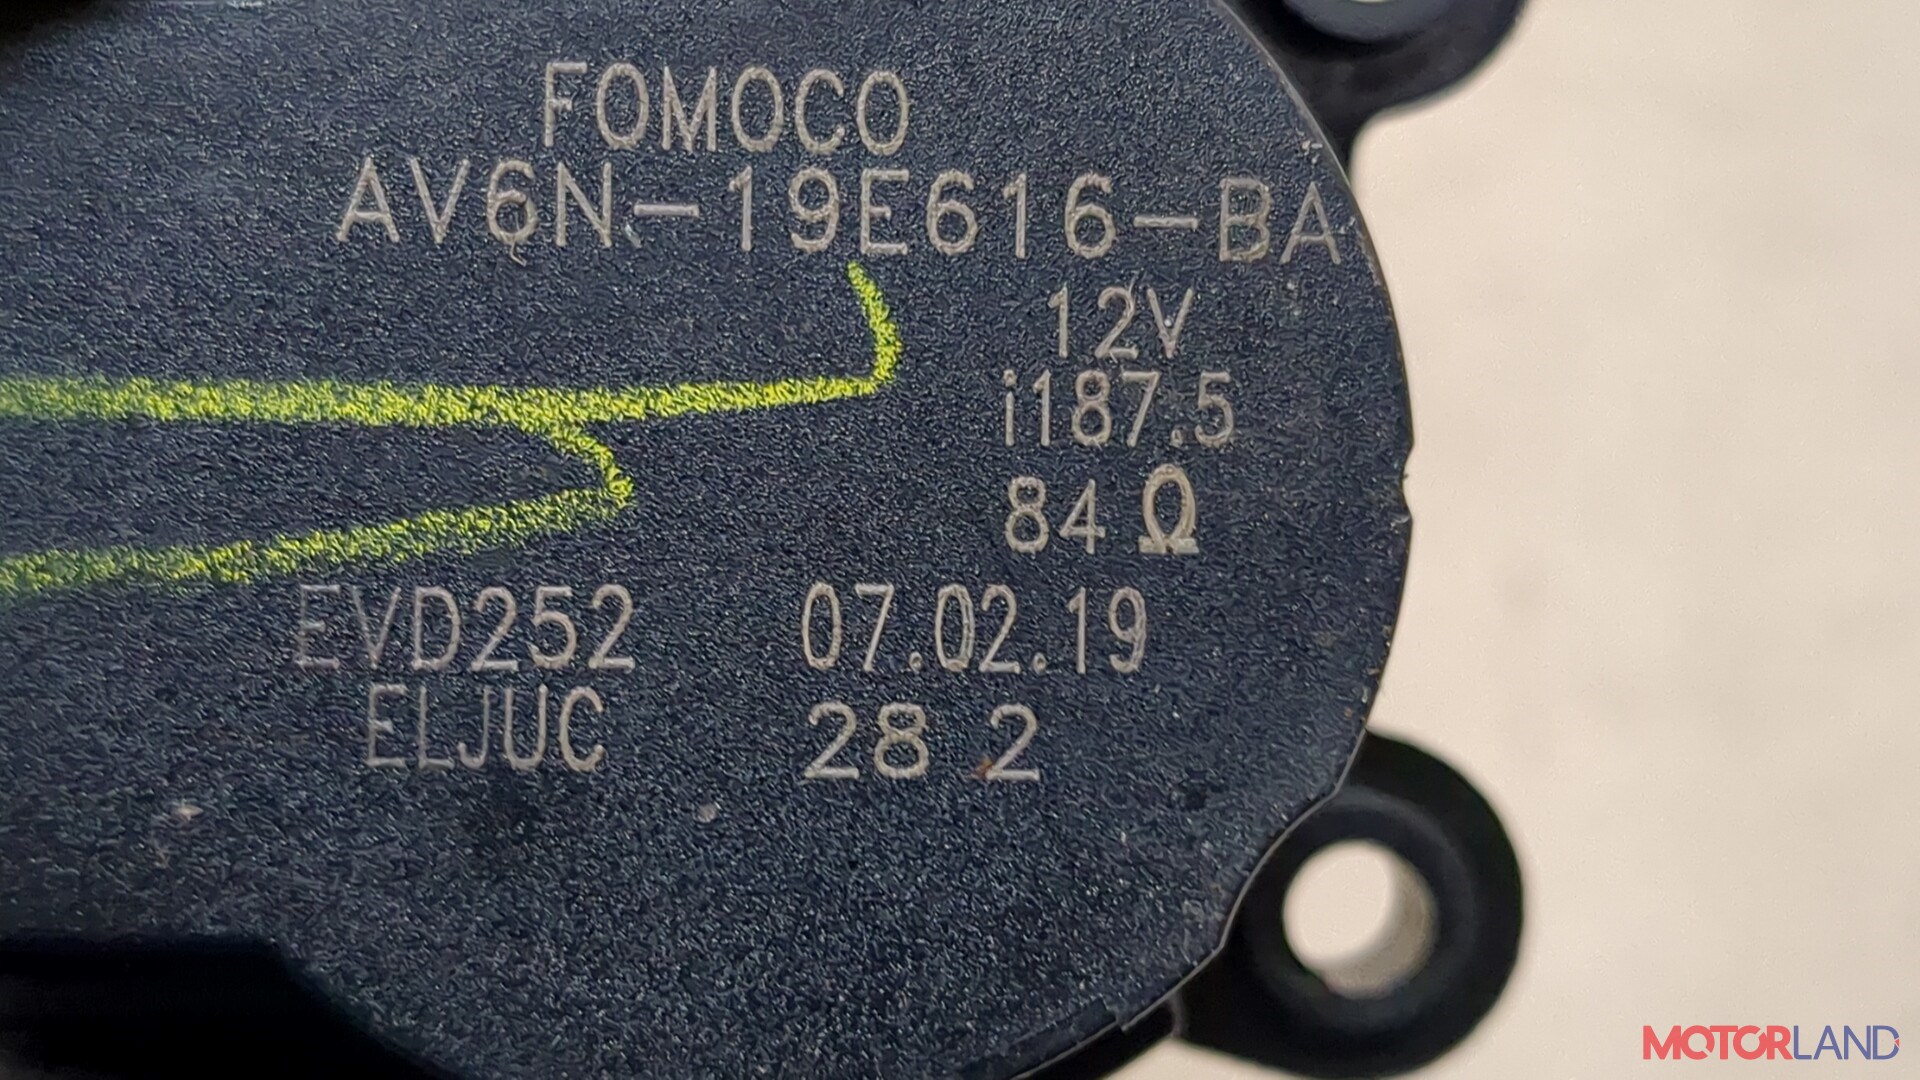 FOMOCO
AV6N-19E616-BA
12V
i187.5
84 Ω
EVD252 07.02.19
ELJUC 28 2
MOTORLAND